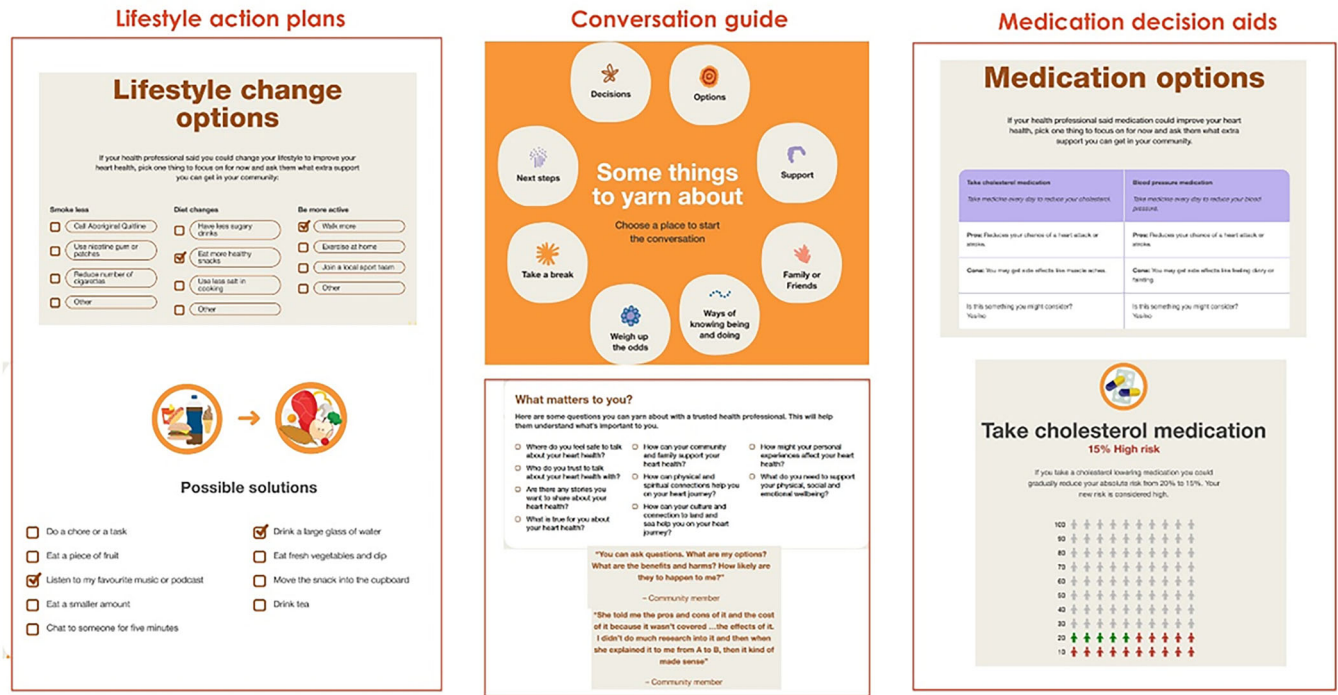 Lifestyle action plans
Lifestyle change
options
If your health professional said you could change your lifestyle to improve your
heart health, pick one thing to focus on for now and ask them what extra support
you can get in your community:
Smoke less
Call Aboriginal Quitline
Use nicotine gum or
patches
Reduce number of
cigarettes
Other
Diet changes
Have less sugary
drinks
Eat more healthy
snacks
Use less salt in
cooking
Other
Be more active
Walk more
Exercise at home
Join a local sport team
Other
Possible solutions
Do a chore or a task
Eat a piece of fruit
Listen to my favourite music or podcast
Eat a smaller amount
Chat to someone for five minutes
Drink a large glass of water
Eat fresh vegetables and dip
Move the snack into the cupboard
Drink tea
Conversation guide
Decisions
Options
Next steps
Some things
to yarn about
Support
Choose a place to start
the conversation
Take a break
Family or
Friends
Weigh up
the odds
Ways of
knowing being
and doing
What matters to you?
Here are some questions you can yarn about with a trusted health professional. This will help
them understand what's important to you.
Where do you feel safe to talk
about your heart health?
Who do you trust to talk
about your heart health with?
Are there any stories you
want to share about your
heart health?
What is true for you about
your heart health?
How can your community
and family support your
heart health?
How can physical and
spiritual connections help you
on your heart journey?
How can your culture and
connection to land and
sea help you on your heart
journey?
How might your personal
experiences affect your heart
health?
What do you need to support
your physical, social and
emotional wellbeing?
"You can ask questions. What are my options?
What are the benefits and harms? How likely are
they to happen to me?"
– Community member
"She told me the pros and cons of it and the cost
of it because it wasn't covered ...the effects of it.
I didn't do much research into it and then when
she explained it to me from A to B, then it kind of
made sense"
– Community member
Medication decision aids
Medication options
If your health professional said medication could improve your heart
health, pick one thing to focus on for now and ask them what extra
support you can get in your community.
Take cholesterol medication
Take medicine every day to reduce your cholesterol.
Blood pressure medication
Take medicine every day to reduce your blood
pressure.
Pros: Reduces your chance of a heart attack or
stroke.
Pros: Reduces your chance of a heart attack or
stroke.
Cons: You may get side effects like muscle aches.
Cons: You may get side effects like feeling dizzy or
fainting.
Is this something you might consider?
Yes/no
Is this something you might consider?
Yes/no
Take cholesterol medication
15% High risk
If you take a cholesterol lowering medication you could
gradually reduce your absolute risk from 20% to 15%. Your
new risk is considered high.
100
90
80
70
60
50
40
30
20
10